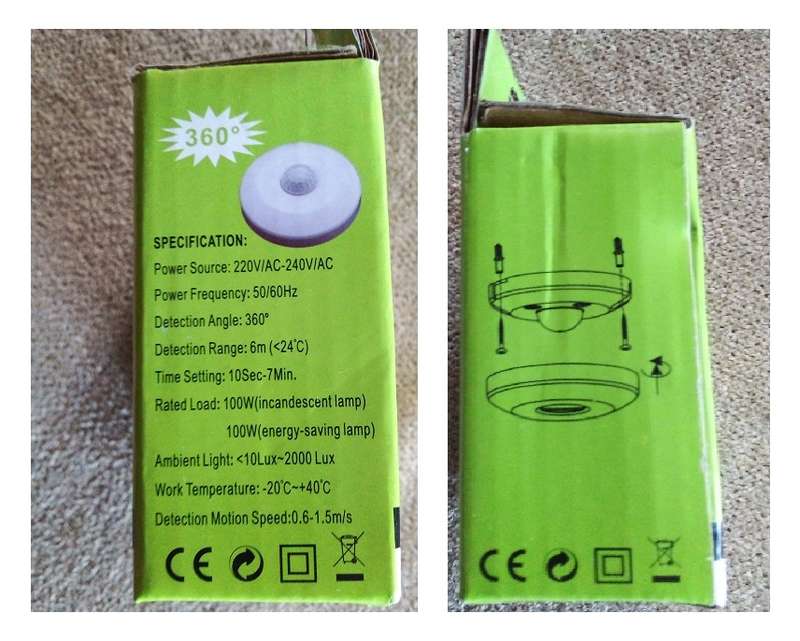 360°
SPECIFICATION:
Power Source: 220V/AC-240V/AC
Power Frequency: 50/60Hz
Detection Angle: 360°
Detection Range: 6m (<24℃)
Time Setting: 10Sec-7Min.
Rated Load: 100W(incandescent lamp)
100W(energy-saving lamp)
Ambient Light: <10Lux~2000 Lux
Work Temperature: -20℃~+40℃
Detection Motion Speed:0.6-1.5m/s
CE
CE